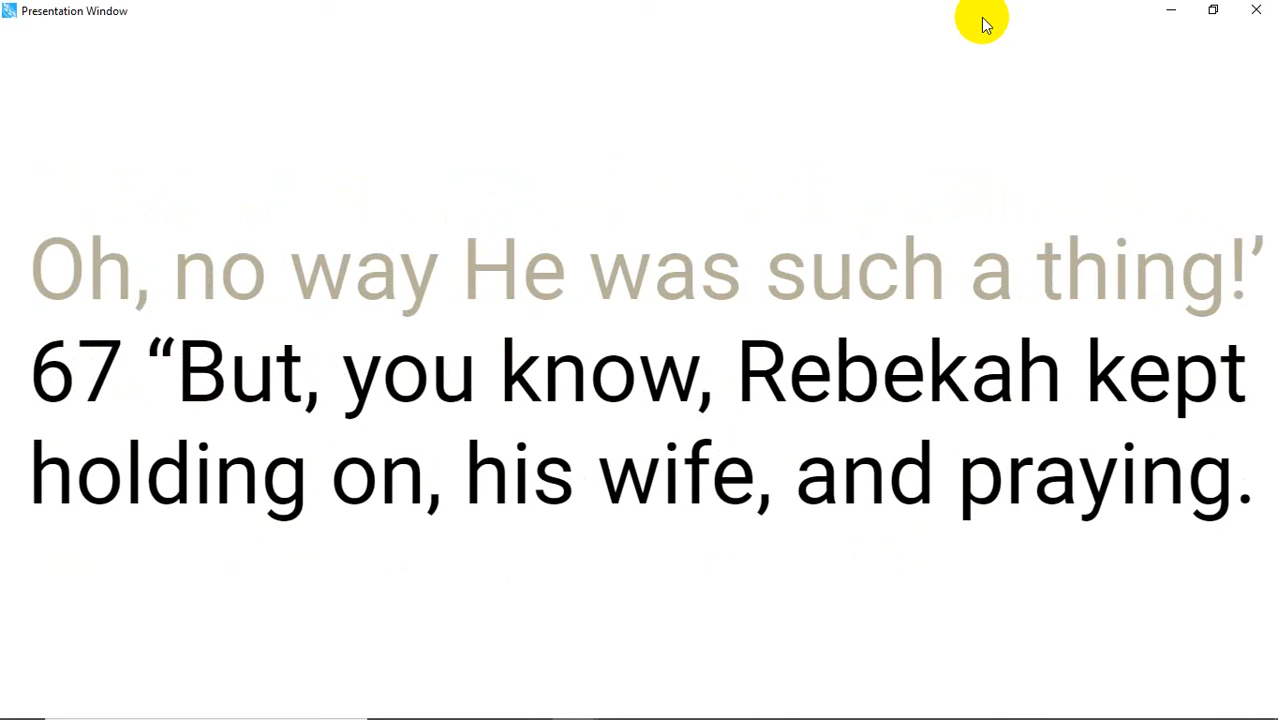 Presentation Window
Oh, no way He was such a thing!’
67 “But, you know, Rebekah kept
holding on, his wife, and praying.